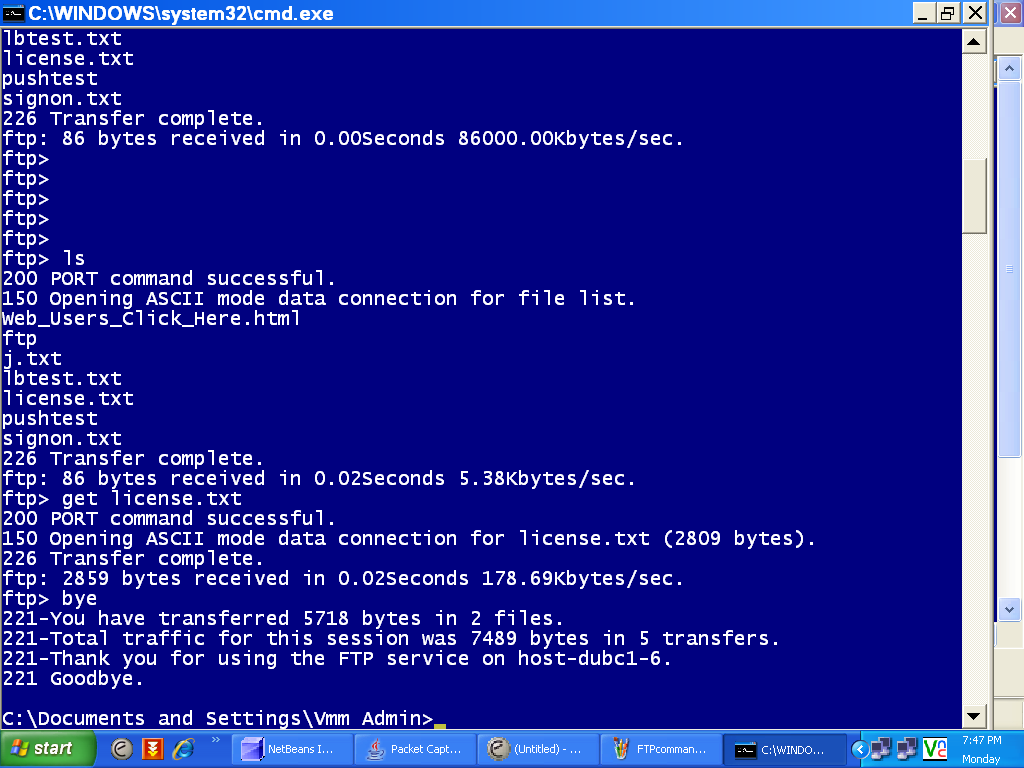 C:\WINDOWS\system32\cmd.exe
lbtest.txt
license.txt
pushtest
signon.txt
226 Transfer complete.
ftp: 86 bytes received in 0.00Seconds 86000.00Kbytes/sec.
ftp>
ftp>
ftp>
ftp>
ftp>
ftp> ls
200 PORT command successful.
150 Opening ASCII mode data connection for file list.
Web_Users_Click_Here.html
ftp
j.txt
lbtest.txt
license.txt
pushtest
signon.txt
226 Transfer complete.
ftp: 86 bytes received in 0.02Seconds 5.38Kbytes/sec.
ftp> get license.txt
200 PORT command successful.
150 Opening ASCII mode data connection for license.txt (2809 bytes).
226 Transfer complete.
ftp: 2859 bytes received in 0.02Seconds 178.69Kbytes/sec.
ftp> bye
221-You have transferred 5718 bytes in 2 files.
221-Total traffic for this session was 7489 bytes in 5 transfers.
221-Thank you for using the FTP service on host-dubc1-6.
221 Goodbye.
C:\Documents and Settings\Vmm Admin>
start NetBeans I... Packet Capt... (Untitled) - ... FTPcomman... C:\WINDO... 7:47 PM
Monday